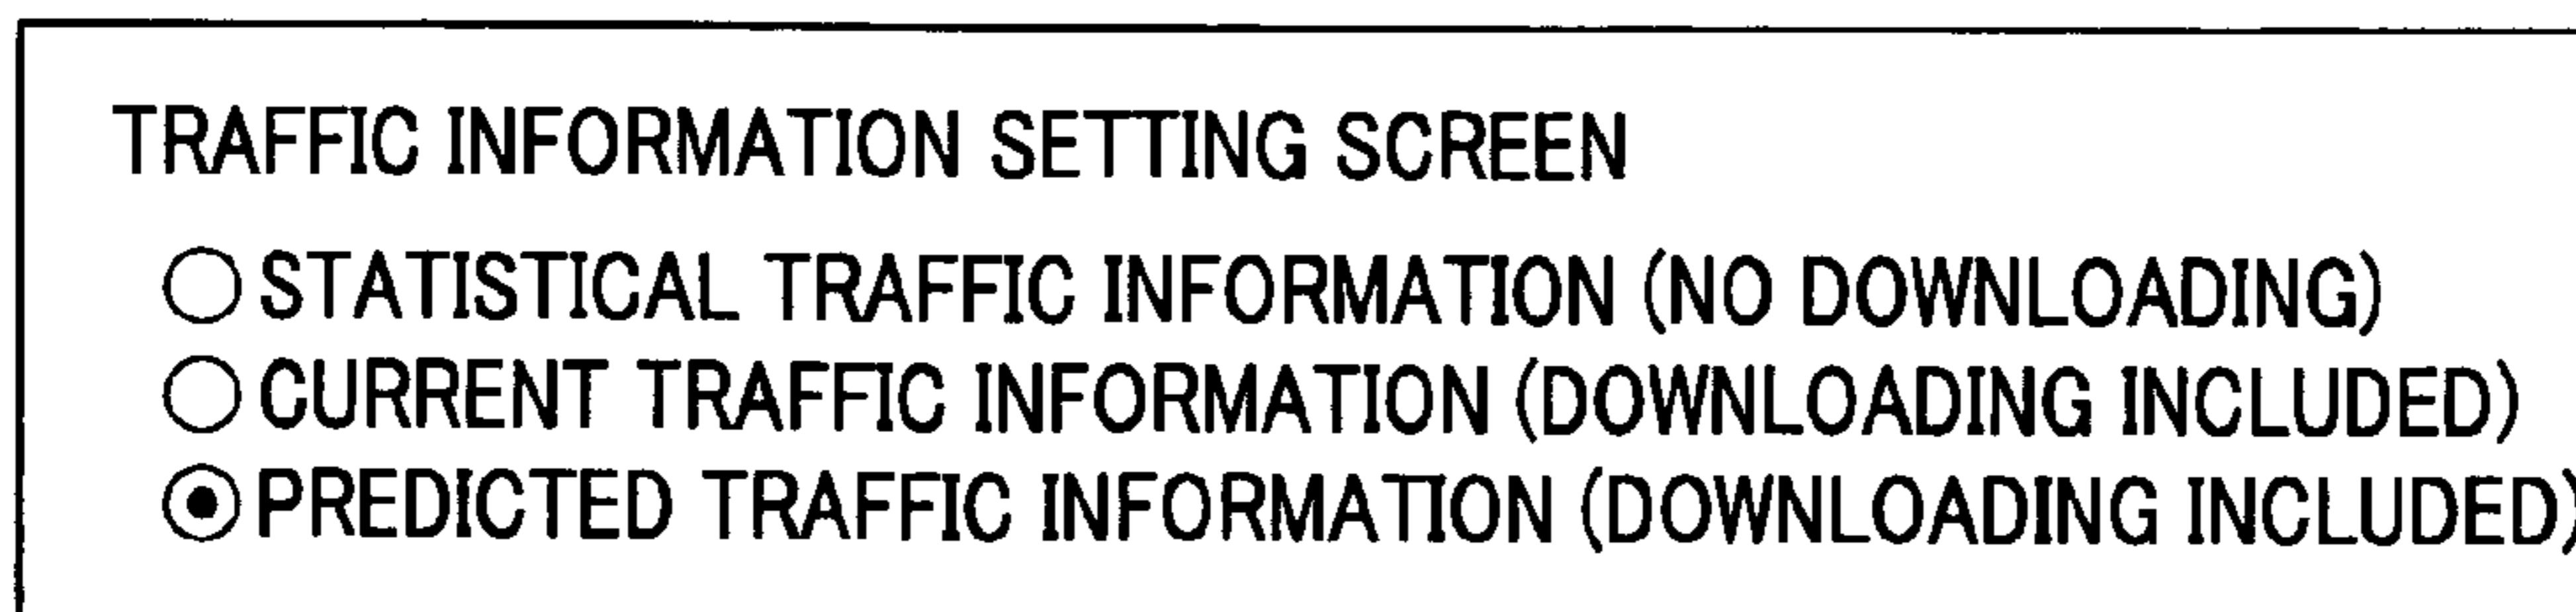 TRAFFIC INFORMATION SETTING SCREEN
STATISTICAL TRAFFIC INFORMATION (NO DOWNLOADING)
CURRENT TRAFFIC INFORMATION (DOWNLOADING INCLUDED)
PREDICTED TRAFFIC INFORMATION (DOWNLOADING INCLUDED)